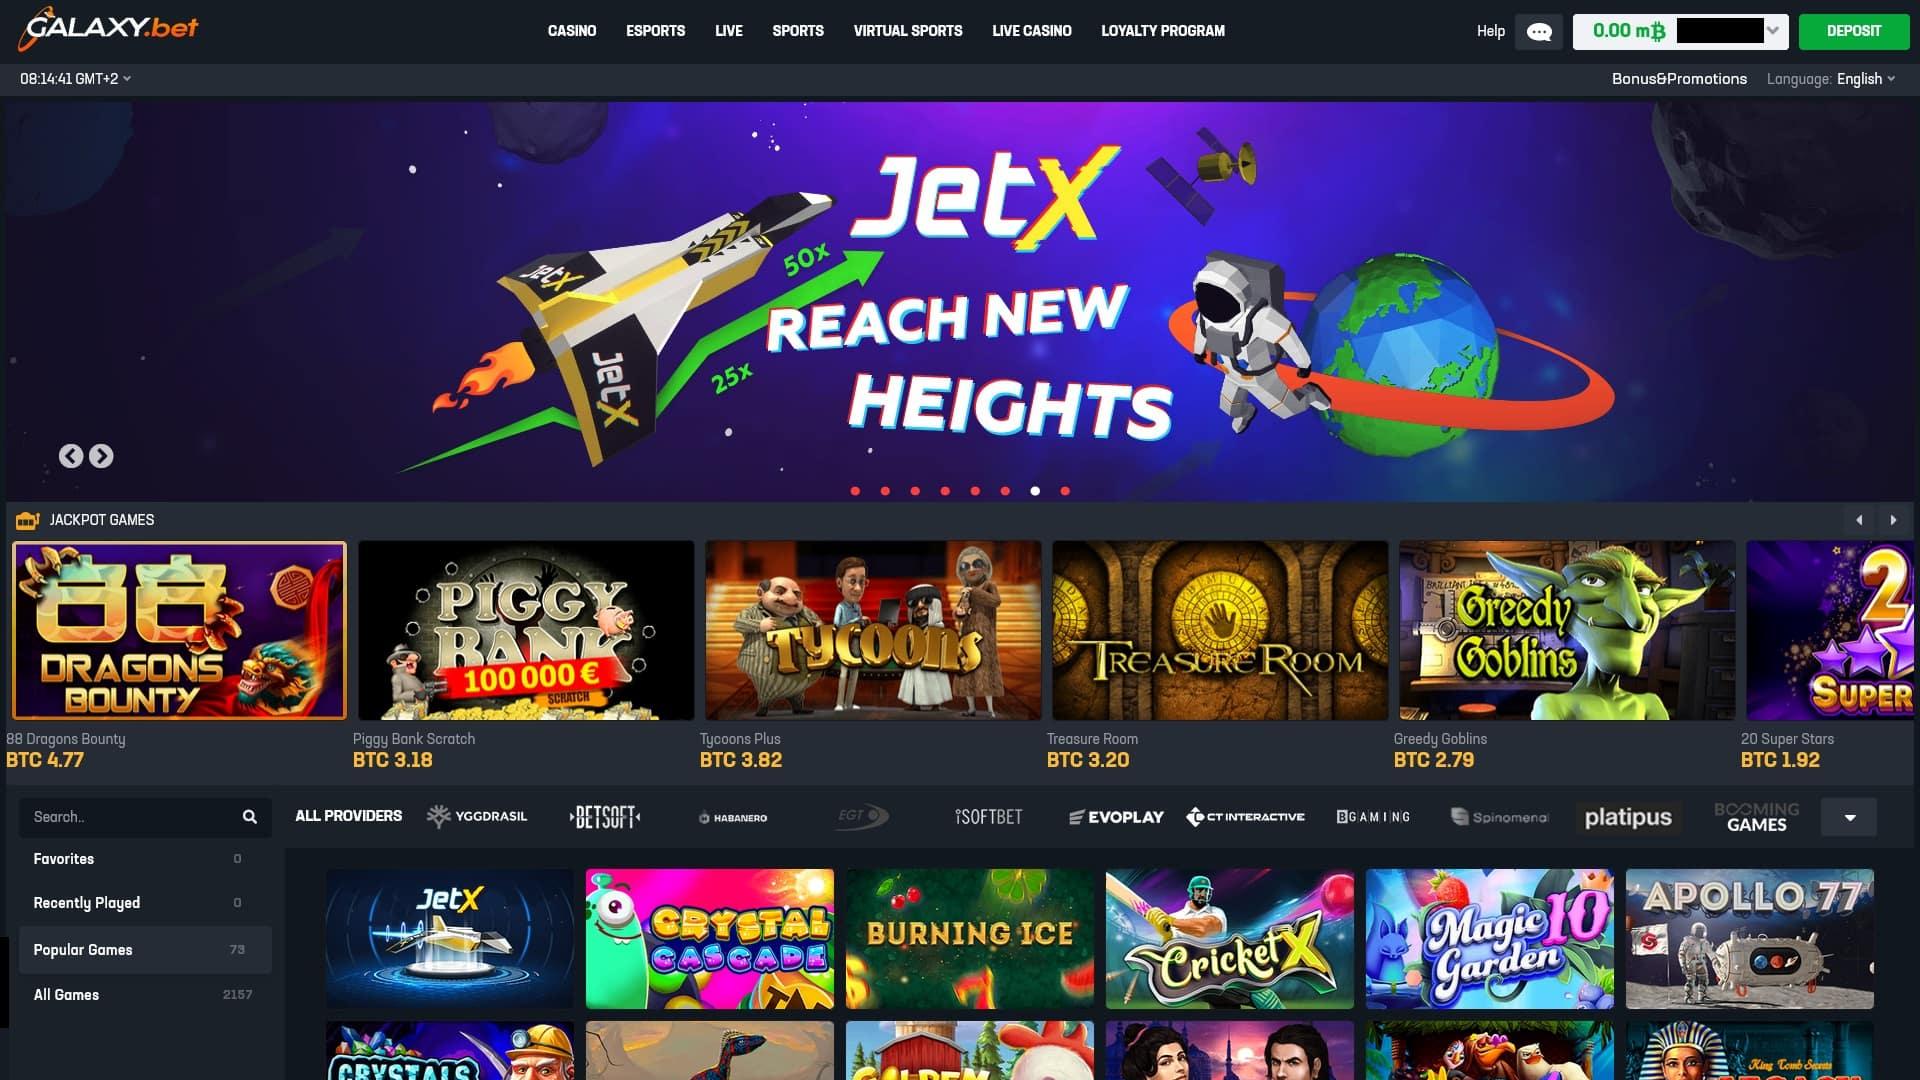 GALAXY.bet
CASINO ESPORTS LIVE SPORTS VIRTUAL SPORTS LIVE CASINO LOYALTY PROGRAM
Help 0.00 m₿ DEPOSIT
08:14:41 GMT+2
Bonus&Promotions Language: English
JetX
REACH NEW
HEIGHTS
50x
25x
JetX
JetX
JACKPOT GAMES
88
DRAGONS
BOUNTY
PIGGY
BANK
100 000 €
SCRATCH
TYCOONS
TREASURE ROOM
Greedy
Goblins
2
SUPER
88 Dragons Bounty
BTC 4.77
Piggy Bank Scratch
BTC 3.18
Tycoons Plus
BTC 3.82
Treasure Room
BTC 3.20
Greedy Goblins
BTC 2.79
20 Super Stars
BTC 1.92
Search..
ALL PROVIDERS YGGDRASIL BETSOFT HABANERO EGT iSOFTBET EVOPLAY CT INTERACTIVE BGAMING Spinomenal platipus BOOMING GAMES
Favorites 0
Recently Played 0
Popular Games 73
All Games 2157
JetX
CRYSTAL
CASCADE
BURNING ICE
CricketX
Magic 10
Garden
APOLLO 77
CRYSTALS
GOLDEN
King Tomb Secrets